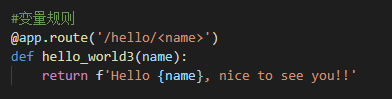 #变量规则
@app.route('/hello/<name>')
def hello_world3(name):
    return f'Hello {name}, nice to see you!!'